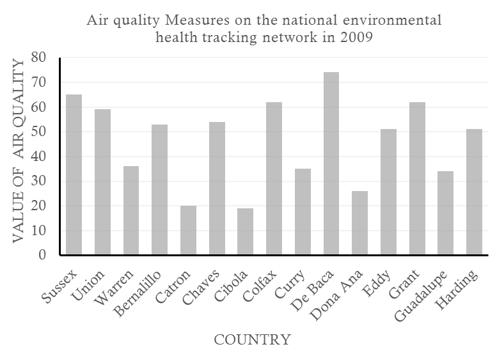 Air quality Measures on the national environmental
health tracking network in 2009
VALUE OF AIR QUALITY
80
70
60
50
40
30
20
10
0
Sussex
Union
Warren
Bernalillo
Catron
Chaves
Cibola
Colfax
Curry
De Baca
Dona Ana
Eddy
Grant
Guadalupe
Harding
COUNTRY